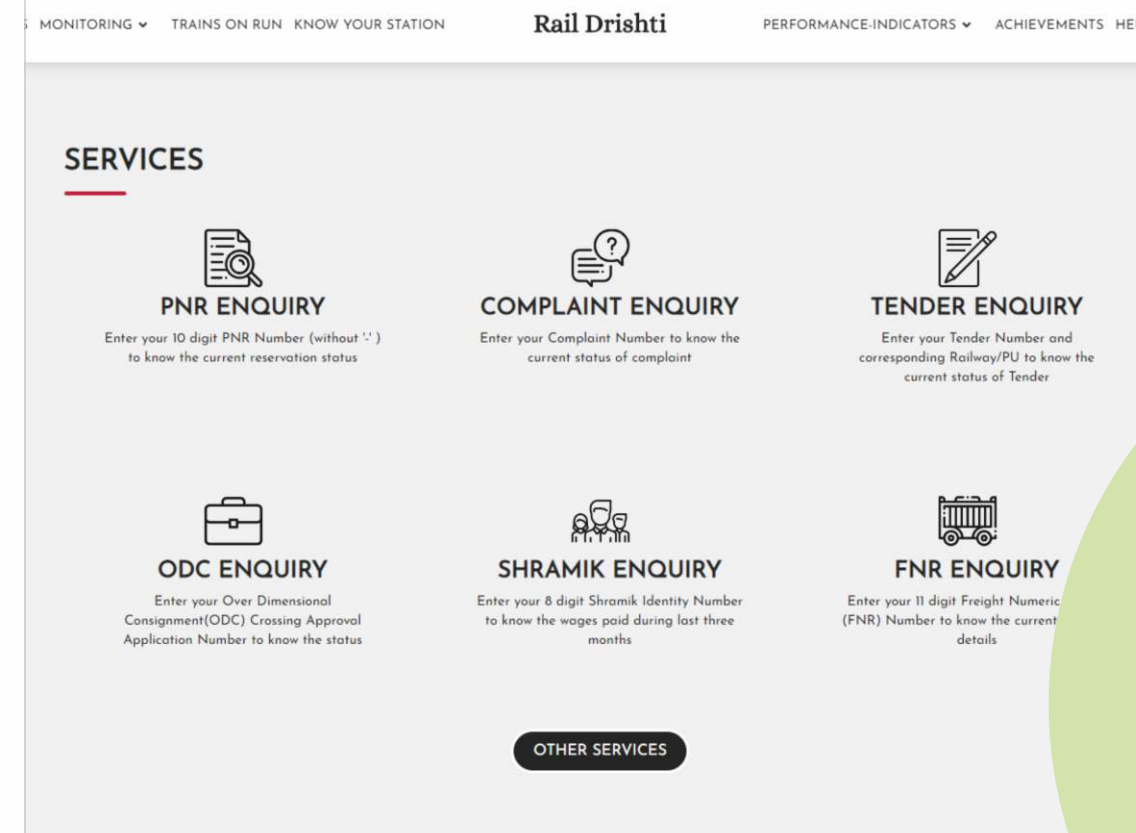 MONITORING TRAINS ON RUN KNOW YOUR STATION Rail Drishti PERFORMANCE-INDICATORS ACHIEVEMENTS
SERVICES
PNR ENQUIRY
Enter your 10 digit PNR Number (without '-' )
to know the current reservation status
COMPLAINT ENQUIRY
Enter your Complaint Number to know the
current status of complaint
TENDER ENQUIRY
Enter your Tender Number and
corresponding Railway/PU to know the
current status of Tender
ODC ENQUIRY
Enter your Over Dimensional
Consignment(ODC) Crossing Approval
Application Number to know the status
SHRAMIK ENQUIRY
Enter your 8 digit Shramik Identity Number
to know the wages paid during last three
months
FNR ENQUIRY
Enter your 11 digit Freight Numeric
(FNR) Number to know the current
details
OTHER SERVICES